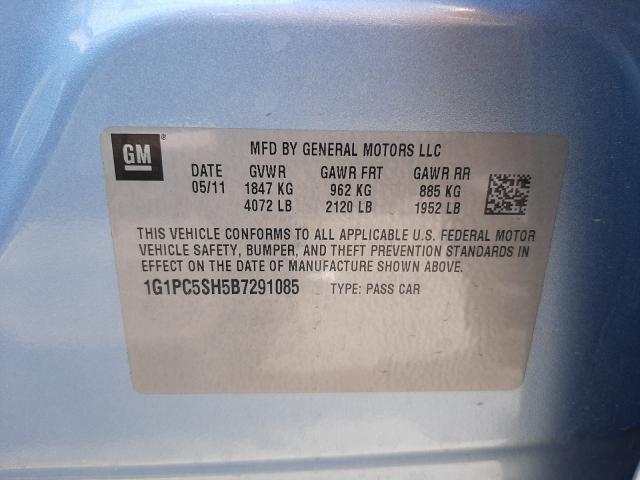 GM ®
MFD BY GENERAL MOTORS LLC
DATE GVWR GAWR FRT GAWR RR
05/11 1847 KG 962 KG 885 KG
4072 LB 2120 LB 1952 LB
THIS VEHICLE CONFORMS TO ALL APPLICABLE U.S. FEDERAL MOTOR
VEHICLE SAFETY, BUMPER, AND THEFT PREVENTION STANDARDS IN
EFFECT ON THE DATE OF MANUFACTURE SHOWN ABOVE.
1G1PC5SH5B7291085 TYPE: PASS CAR